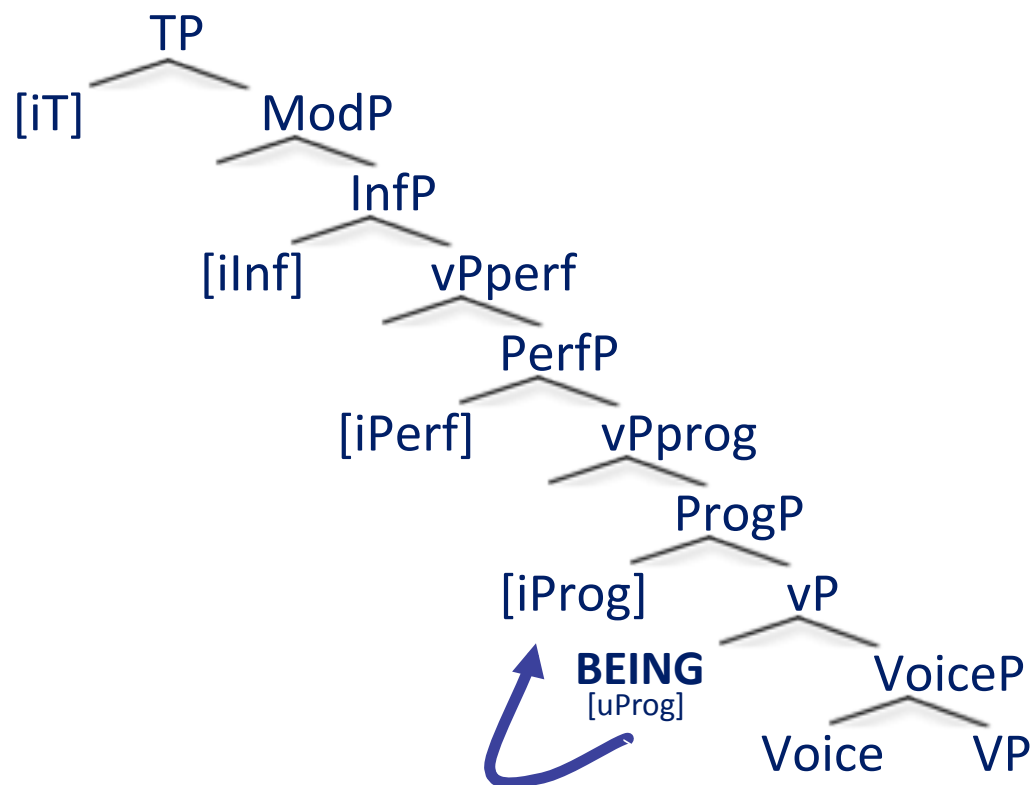 TP
[iT]
ModP
InfP
[iInf]
vPperf
PerfP
[iPerf]
vPprog
ProgP
[iProg]
vP
BEING
[uProg]
VoiceP
Voice
VP